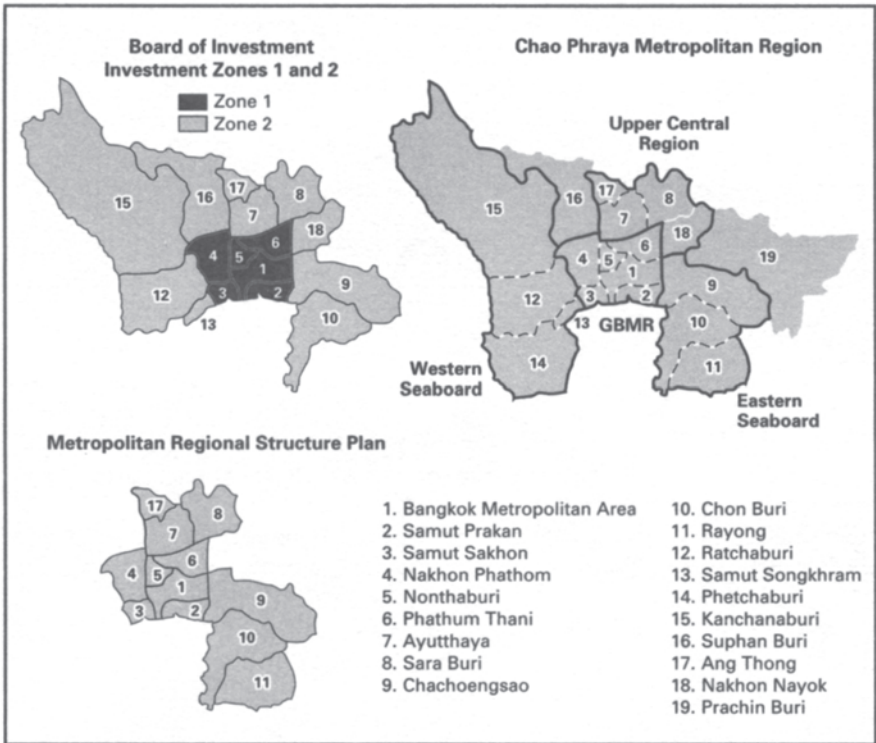 Board of Investment
Investment Zones 1 and 2
Zone 1
Zone 2
15
16
17
7
8
18
4
5
6
1
3
2
12
13
9
10
Chao Phraya Metropolitan Region
Upper Central
Region
15
16
17
7
8
18
19
4
5
6
1
3
2
12
13
GBMR
9
10
14
11
Western
Seaboard
Eastern
Seaboard
Metropolitan Regional Structure Plan
17
8
7
6
4
5
1
3
2
9
10
11
1. Bangkok Metropolitan Area
2. Samut Prakan
3. Samut Sakhon
4. Nakhon Phathom
5. Nonthaburi
6. Phathum Thani
7. Ayutthaya
8. Sara Buri
9. Chachoengsao
10. Chon Buri
11. Rayong
12. Ratchaburi
13. Samut Songkhram
14. Phetchaburi
15. Kanchanaburi
16. Suphan Buri
17. Ang Thong
18. Nakhon Nayok
19. Prachin Buri